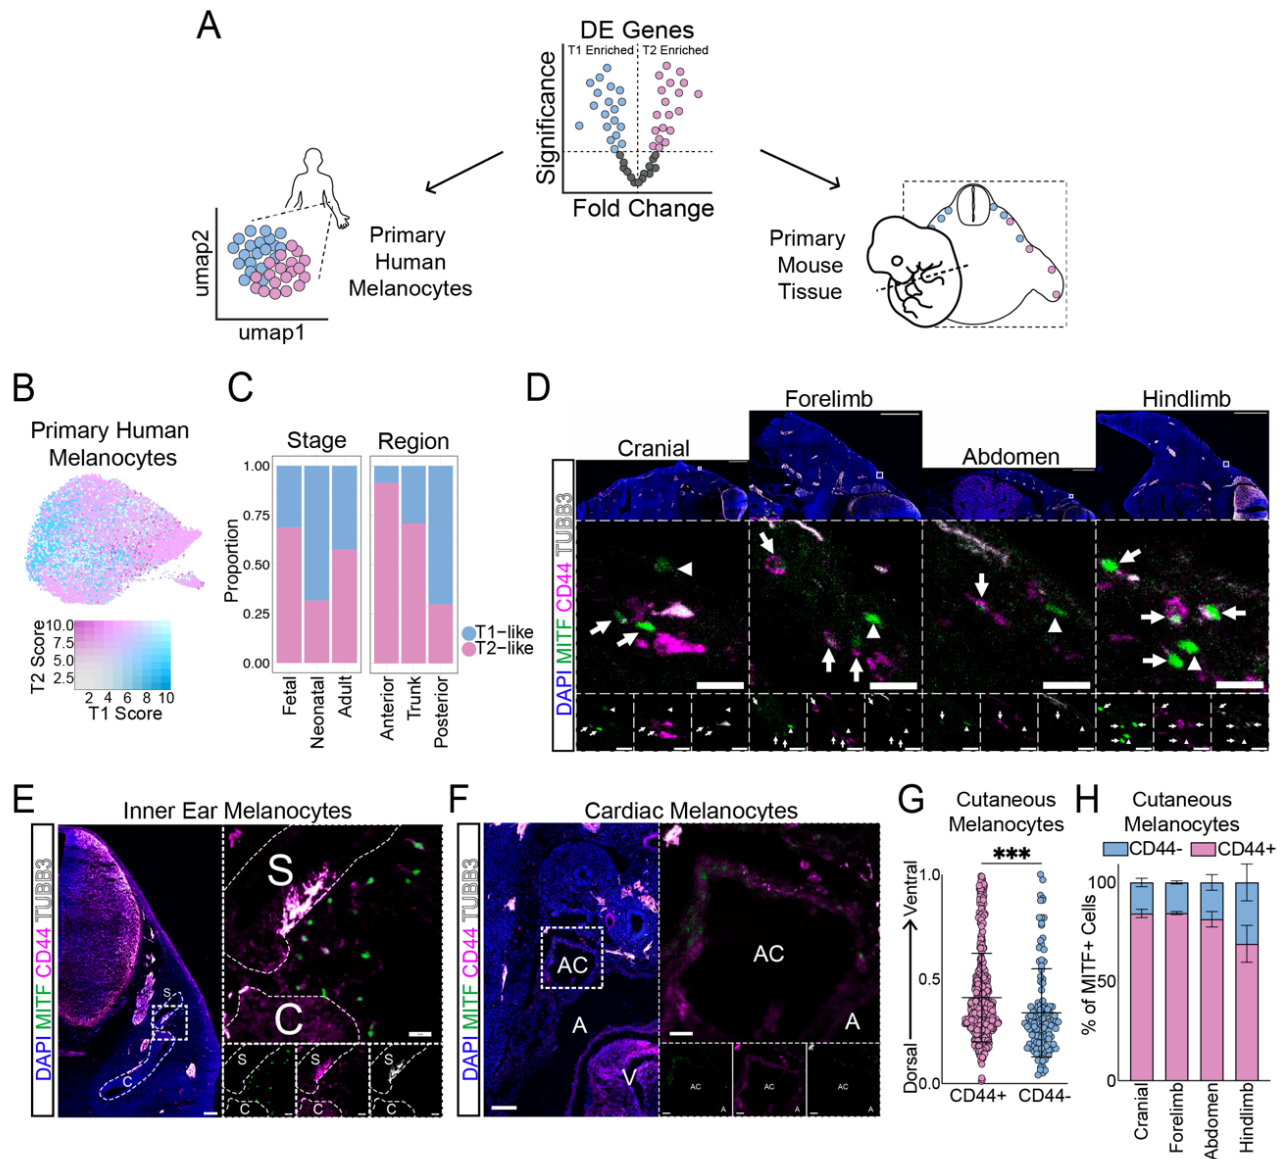 A
DE Genes
T1 Enriched T2 Enriched
Significance
Fold Change
umap2
umap1
Primary
Human
Melanocytes
Primary
Mouse
Tissue
B
Primary Human
Melanocytes
T2 Score
10.0
7.5
5.0
2.5
2 4 6 8 10
T1 Score
C
Stage Region
Proportion
1.00
0.75
0.50
0.25
0.00
Fetal
Neonatal
Adult
Anterior
Trunk
Posterior
T1-like
T2-like
D
DAPI MITF CD44 TUBB3
Cranial
Forelimb
Abdomen
Hindlimb
E
Inner Ear Melanocytes
DAPI MITF CD44 TUBB3
S
C
S
C
S S S
C C C
F
Cardiac Melanocytes
DAPI MITF CD44 TUBB3
AC
A
V
AC
A
AC AC AC
A A A
G
Cutaneous
Melanocytes
***
Dorsal Ventral
1.0
0.5
0.0
CD44+ CD44-
H
Cutaneous
Melanocytes
CD44- CD44+
% of MITF+ Cells
100
50
0
Cranial
Forelimb
Abdomen
Hindlimb